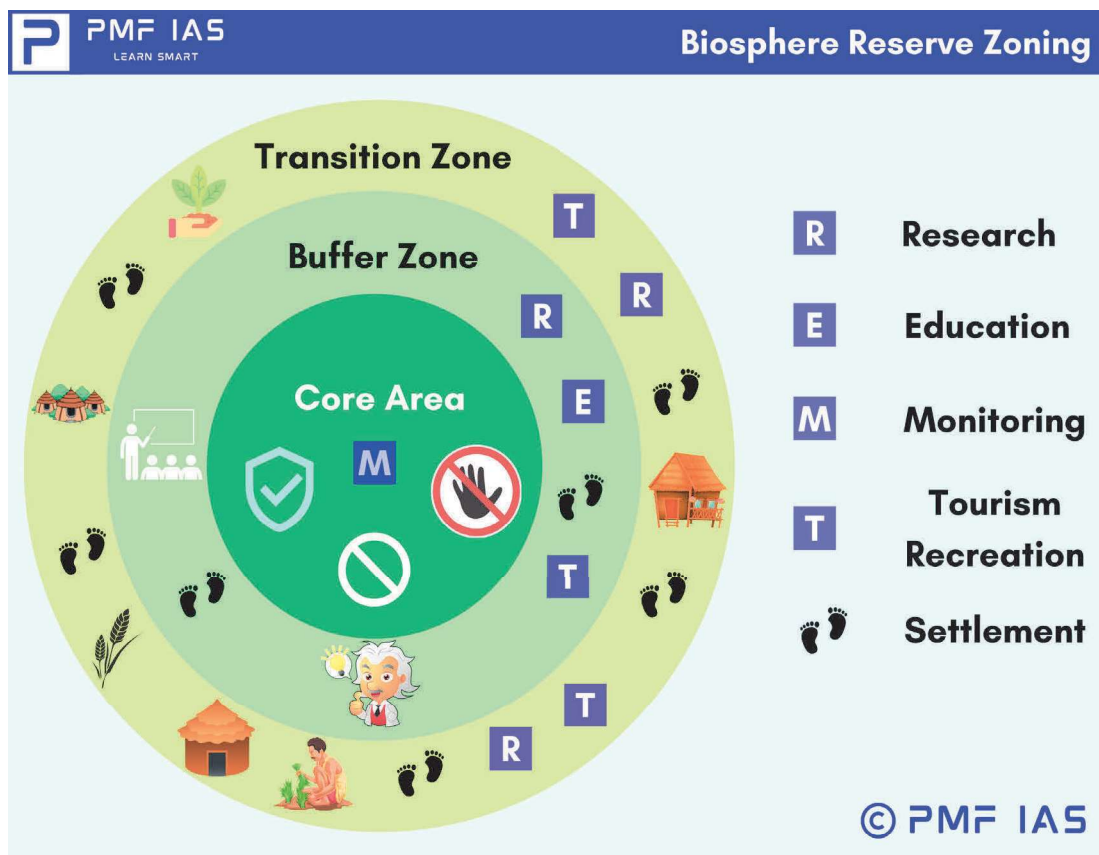 P
PMF IAS
LEARN SMART
Biosphere Reserve Zoning
Transition Zone
T
Buffer Zone
R
R
R
Research
E
Education
Core Area
E
M
M
Monitoring
T
Tourism
Recreation
T
Settlement
T
R
© PMF IAS